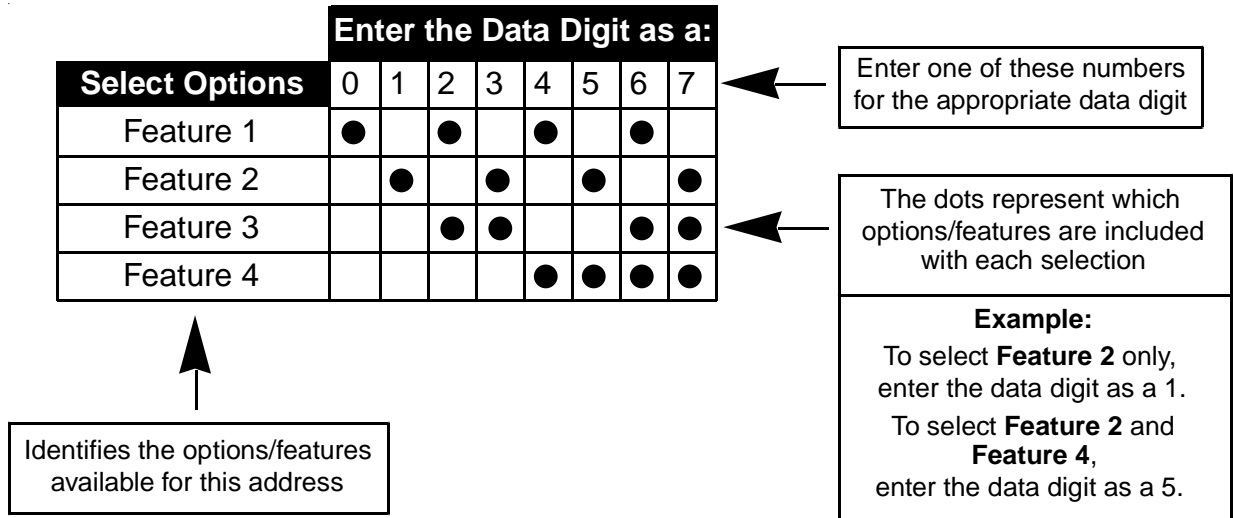 Enter the Data Digit as a:
Select Options 0 1 2 3 4 5 6 7
Feature 1 ● ● ● ●
Feature 2 ● ● ● ●
Feature 3 ● ● ● ●
Feature 4 ● ● ● ●
Enter one of these numbers
for the appropriate data digit
The dots represent which
options/features are included
with each selection
Example:
To select Feature 2 only,
enter the data digit as a 1.
To select Feature 2 and
Feature 4,
enter the data digit as a 5.
Identifies the options/features
available for this address